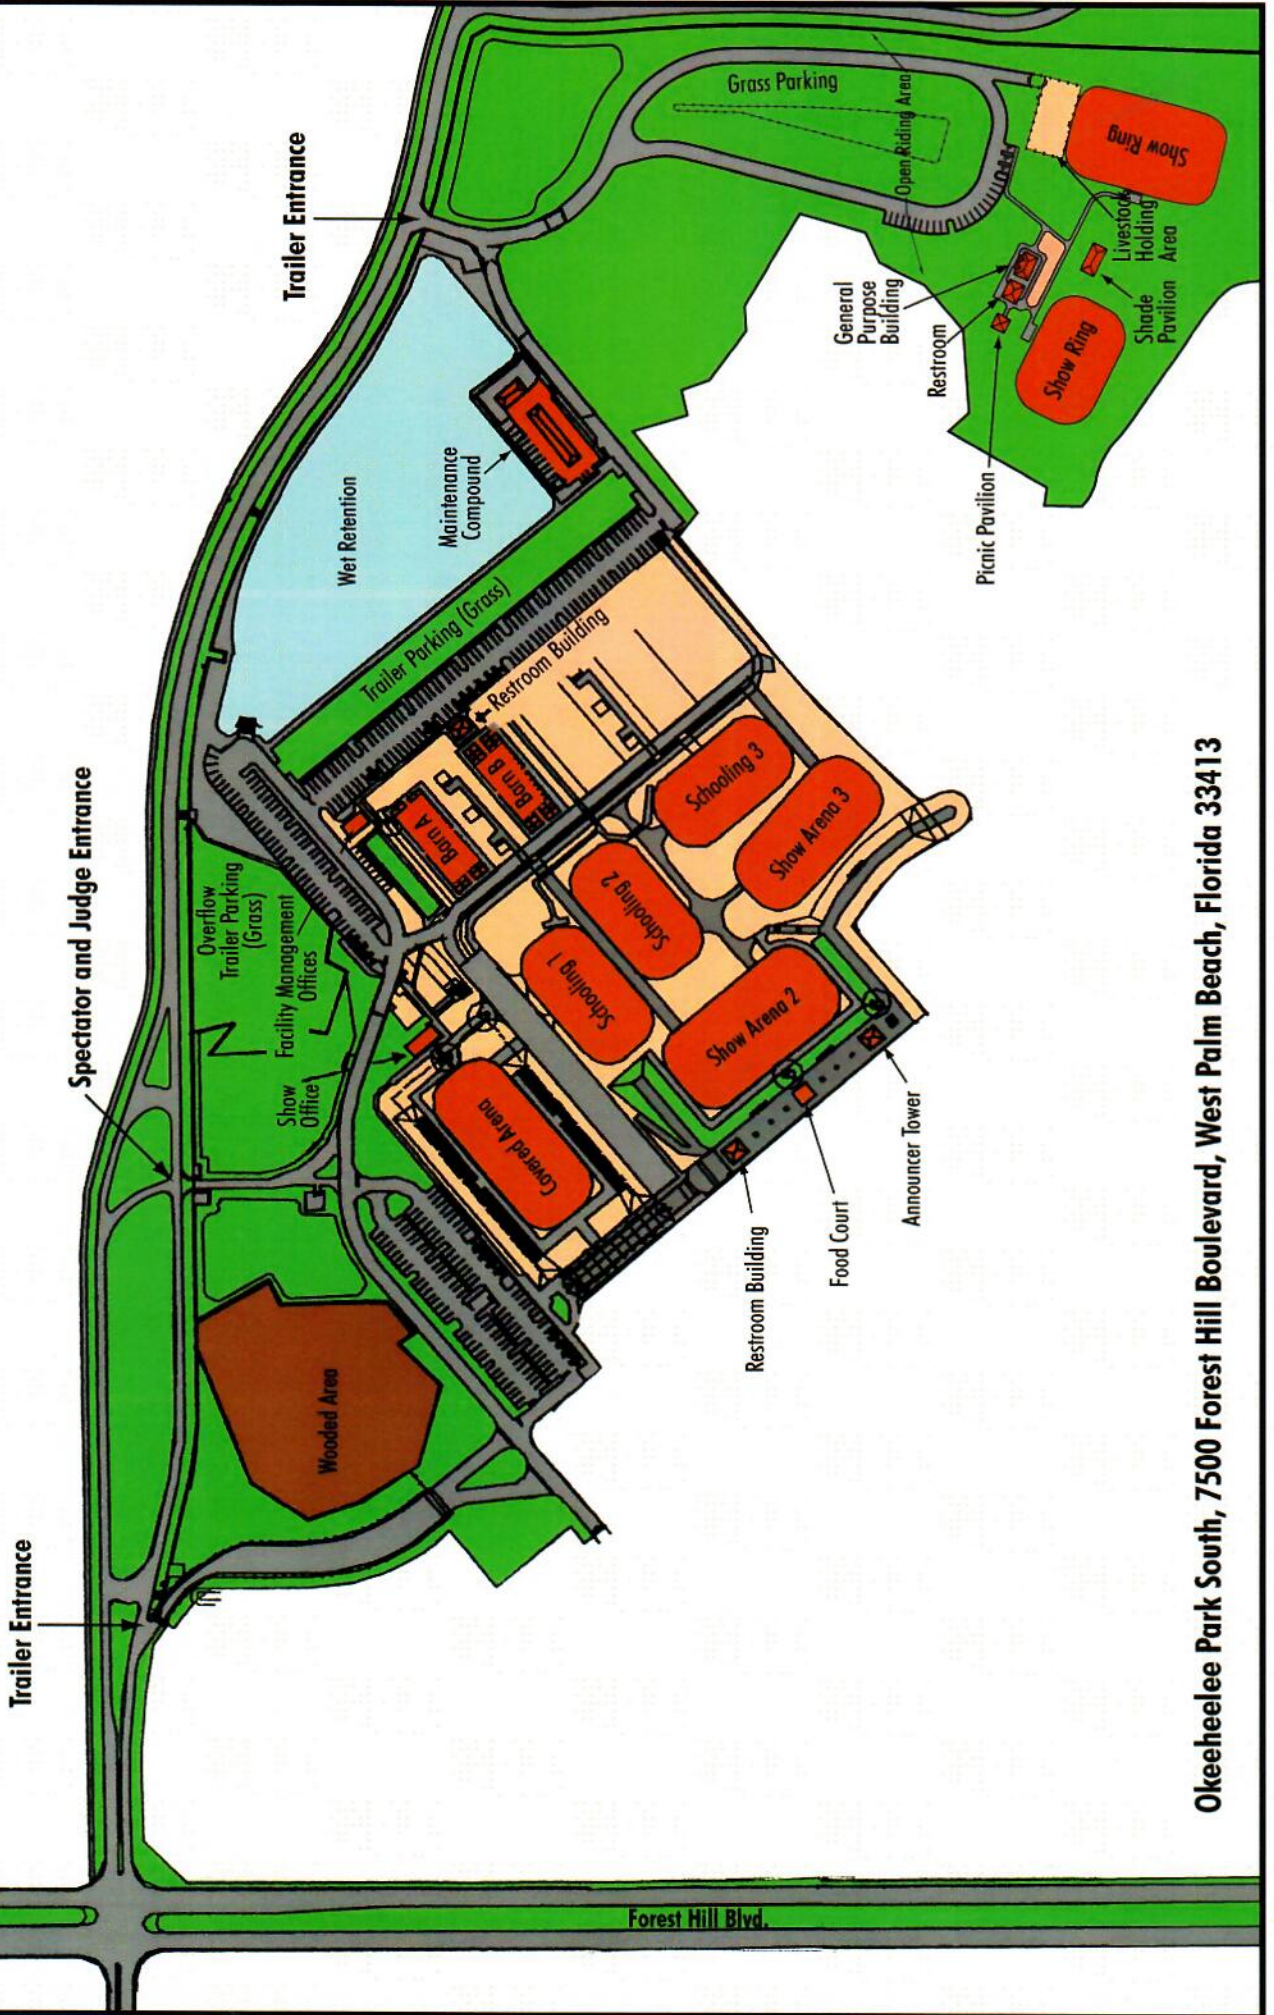 Trailer Entrance
Spectator and Judge Entrance
Trailer Entrance
Overflow
Trailer Parking
(Grass)
Facility Management
Offices
Show
Office
Wooded Area
Wet Retention
Maintenance
Compound
Trailer Parking (Grass)
Restroom Building
Barn A
Barn B
Covered Arena
Schooling 1
Schooling 2
Schooling 3
Show Arena 2
Show Arena 3
Restroom Building
Food Court
Announcer Tower
Grass Parking
Open Riding Area
General
Purpose
Building
Restroom
Picnic Pavilion
Show Ring
Shade
Pavilion
Livestock
Holding
Area
Show Ring
Forest Hill Blvd.
Okeeheelee Park South, 7500 Forest Hill Boulevard, West Palm Beach, Florida 33413